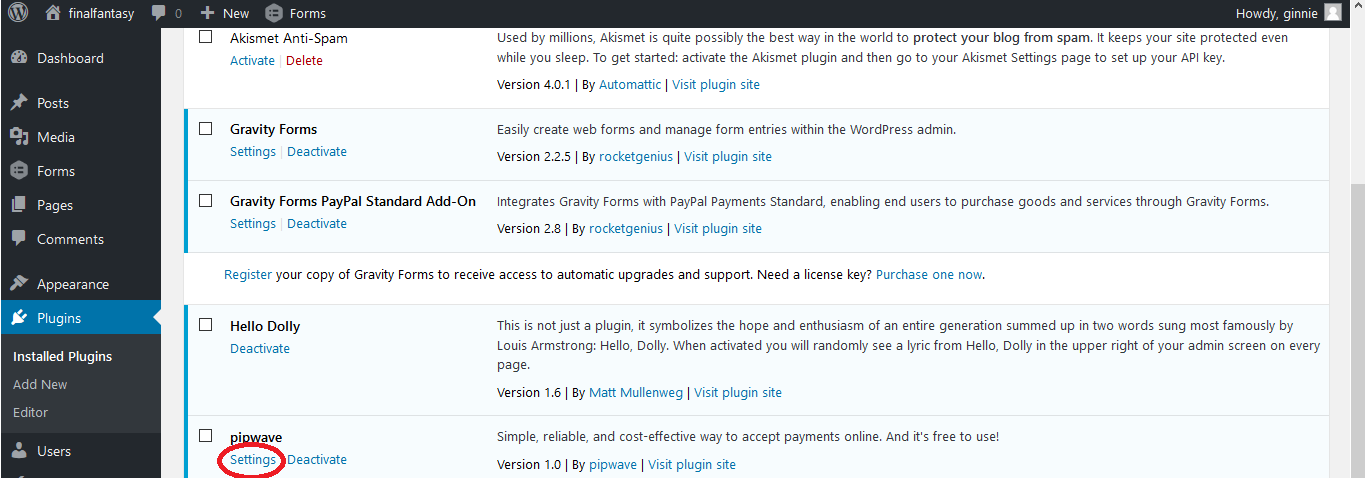 finalfantasy 0 + New Forms Howdy, ginnie
Dashboard
Posts
Media
Forms
Pages
Comments
Appearance
Plugins
Installed Plugins
Add New
Editor
Users
Akismet Anti-Spam
Activate | Delete
Used by millions, Akismet is quite possibly the best way in the world to protect your blog from spam. It keeps your site protected even
while you sleep. To get started: activate the Akismet plugin and then go to your Akismet Settings page to set up your API key.
Version 4.0.1 | By Automattic | Visit plugin site
Gravity Forms
Settings | Deactivate
Easily create web forms and manage form entries within the WordPress admin.
Version 2.2.5 | By rocketgenius | Visit plugin site
Gravity Forms PayPal Standard Add-On
Settings | Deactivate
Integrates Gravity Forms with PayPal Payments Standard, enabling end users to purchase goods and services through Gravity Forms.
Version 2.8 | By rocketgenius | Visit plugin site
Register your copy of Gravity Forms to receive access to automatic upgrades and support. Need a license key? Purchase one now.
Hello Dolly
Deactivate
This is not just a plugin, it symbolizes the hope and enthusiasm of an entire generation summed up in two words sung most famously by
Louis Armstrong: Hello, Dolly. When activated you will randomly see a lyric from Hello, Dolly in the upper right of your admin screen on every
page.
Version 1.6 | By Matt Mullenweg | Visit plugin site
pipwave
Settings Deactivate
Simple, reliable, and cost-effective way to accept payments online. And it's free to use!
Version 1.0 | By pipwave | Visit plugin site